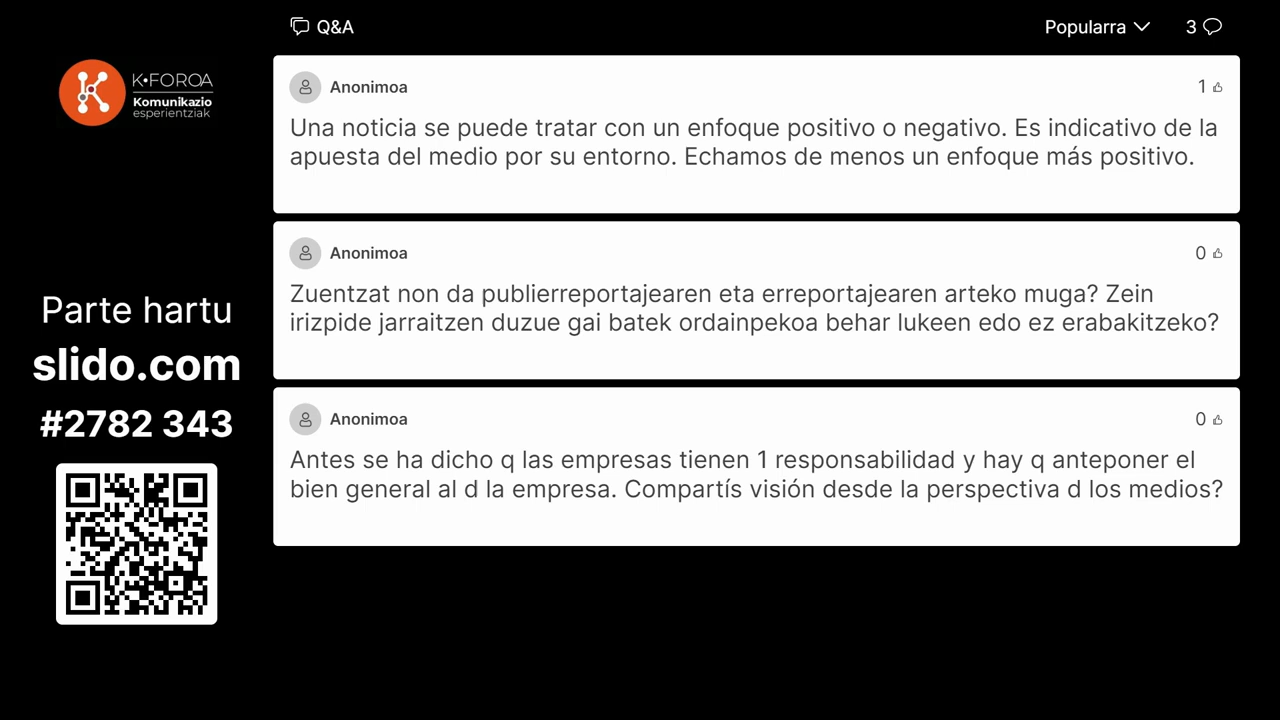 Q&A
Popularra
3
K•FOROA
Komunikazio
esperientziak
Anonimoa
1
Una noticia se puede tratar con un enfoque positivo o negativo. Es indicativo de la
apuesta del medio por su entorno. Echamos de menos un enfoque más positivo.
Anonimoa
0
Zuentzat non da publierreportajearen eta erreportajearen arteko muga? Zein
irizpide jarraitzen duzue gai batek ordainpekoa behar lukeen edo ez erabakitzeko?
Anonimoa
0
Antes se ha dicho q las empresas tienen 1 responsabilidad y hay q anteponer el
bien general al d la empresa. Compartís visión desde la perspectiva d los medios?
Parte hartu
slido.com
#2782 343